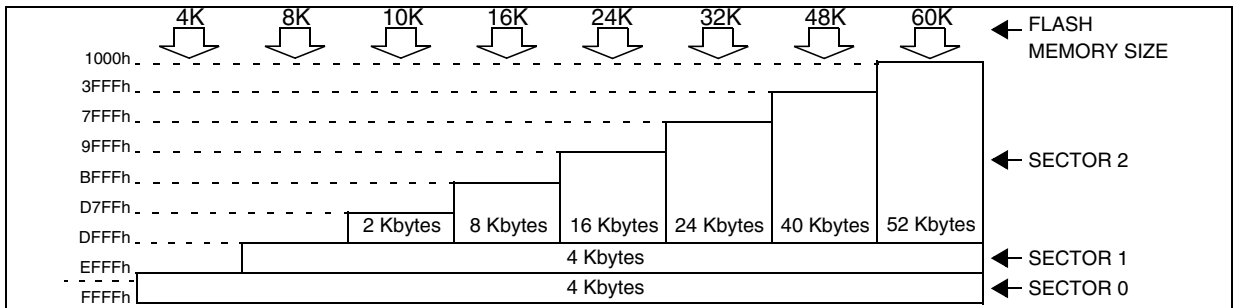 4K 8K 10K 16K 24K 32K 48K 60K
FLASH
MEMORY SIZE
1000h
3FFFh
7FFFh
9FFFh
SECTOR 2
BFFFh
D7FFh
2 Kbytes 8 Kbytes 16 Kbytes 24 Kbytes 40 Kbytes 52 Kbytes
DFFFh
4 Kbytes
SECTOR 1
EFFFh
4 Kbytes
SECTOR 0
FFFFh